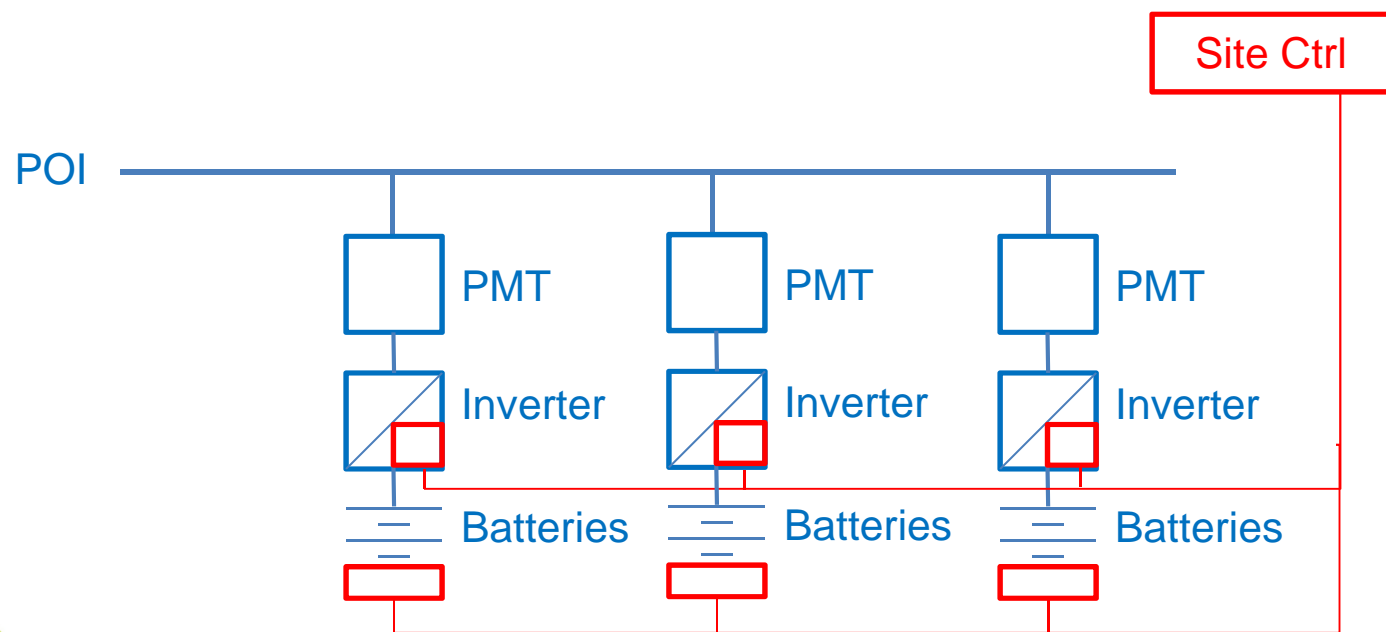 Site Ctrl
POI
PMT
PMT
PMT
Inverter
Inverter
Inverter
Batteries
Batteries
Batteries